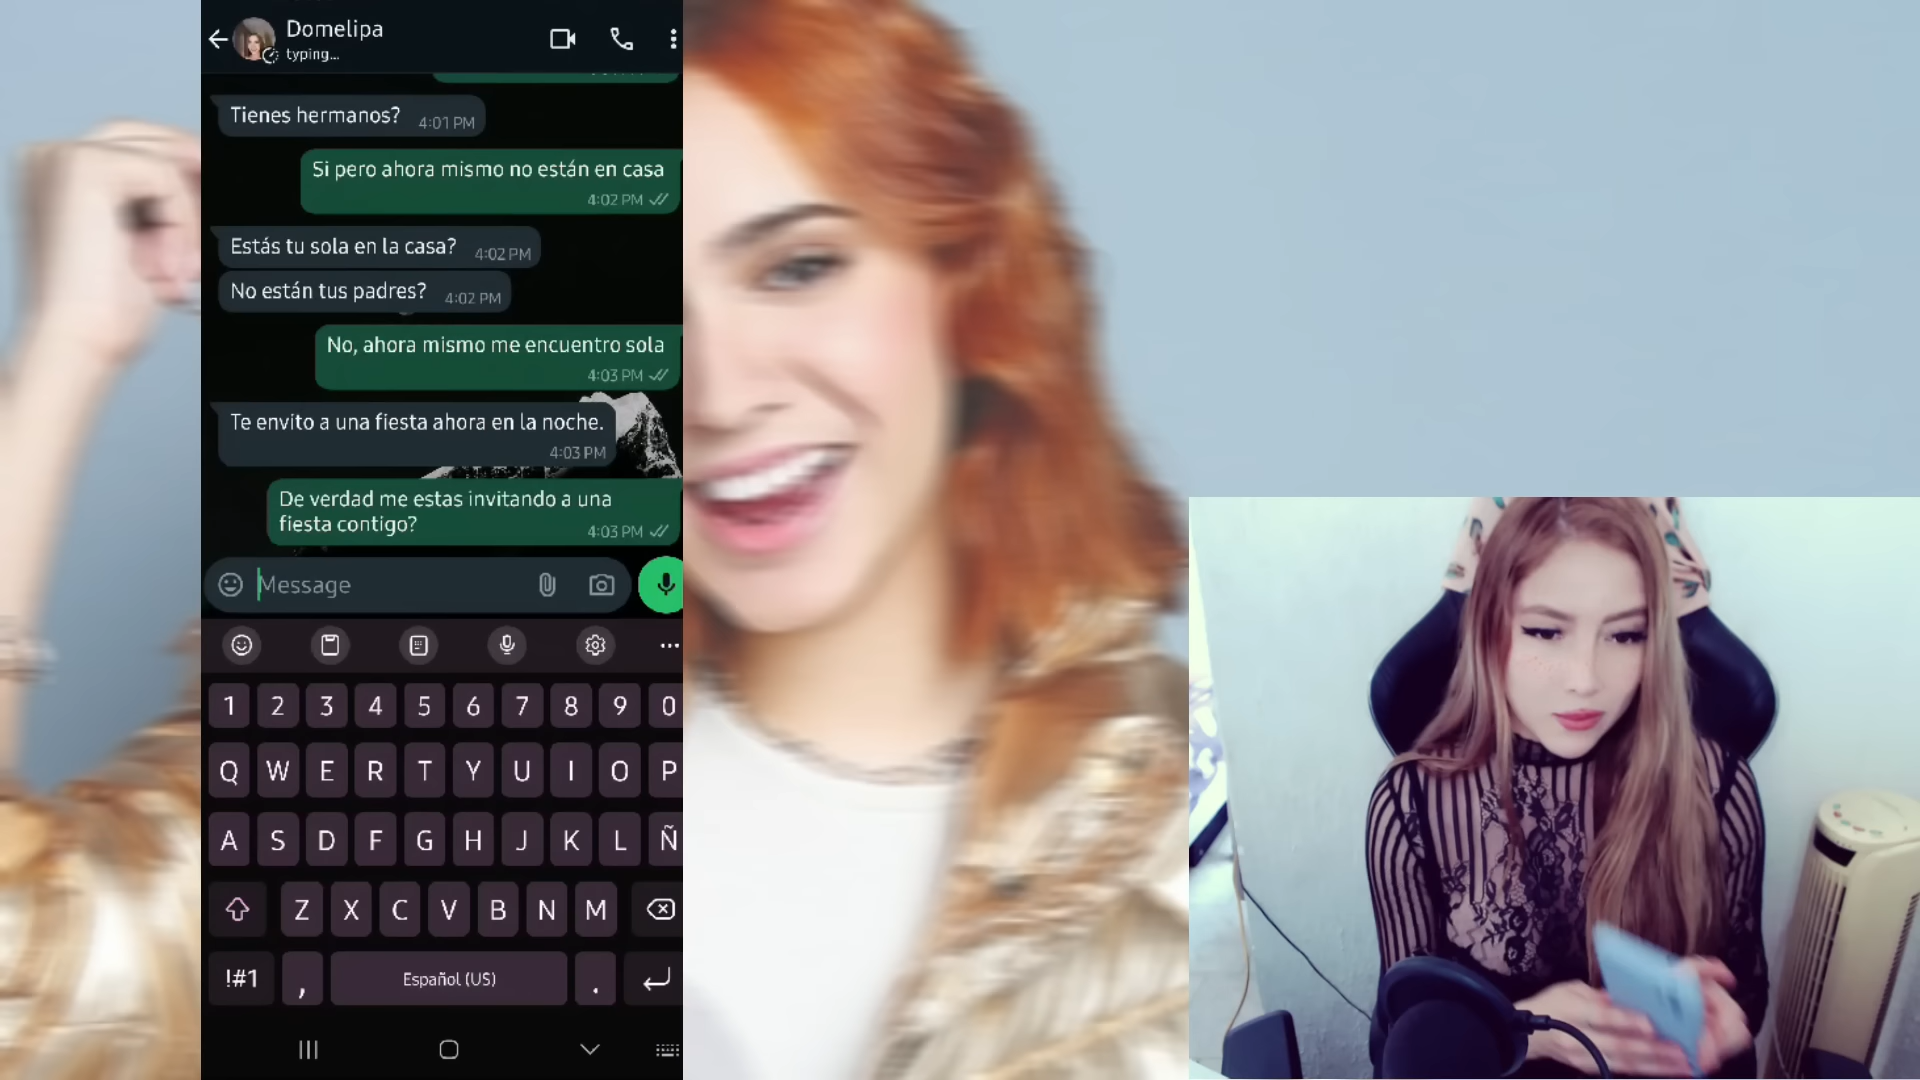 Domelipa
typing...
Tienes hermanos?
4:01 PM
Si pero ahora mismo no están en casa
4:02 PM
Estás tu sola en la casa?
4:02 PM
No están tus padres?
4:02 PM
No, ahora mismo me encuentro sola
4:03 PM
Te envito a una fiesta ahora en la noche.
4:03 PM
De verdad me estas invitando a una
fiesta contigo?
4:03 PM
Message
1 2 3 4 5 6 7 8 9 0
Q W E R T Y U I O P
A S D F G H J K L Ñ
Z X C V B N M
!#1 , Español (US) .